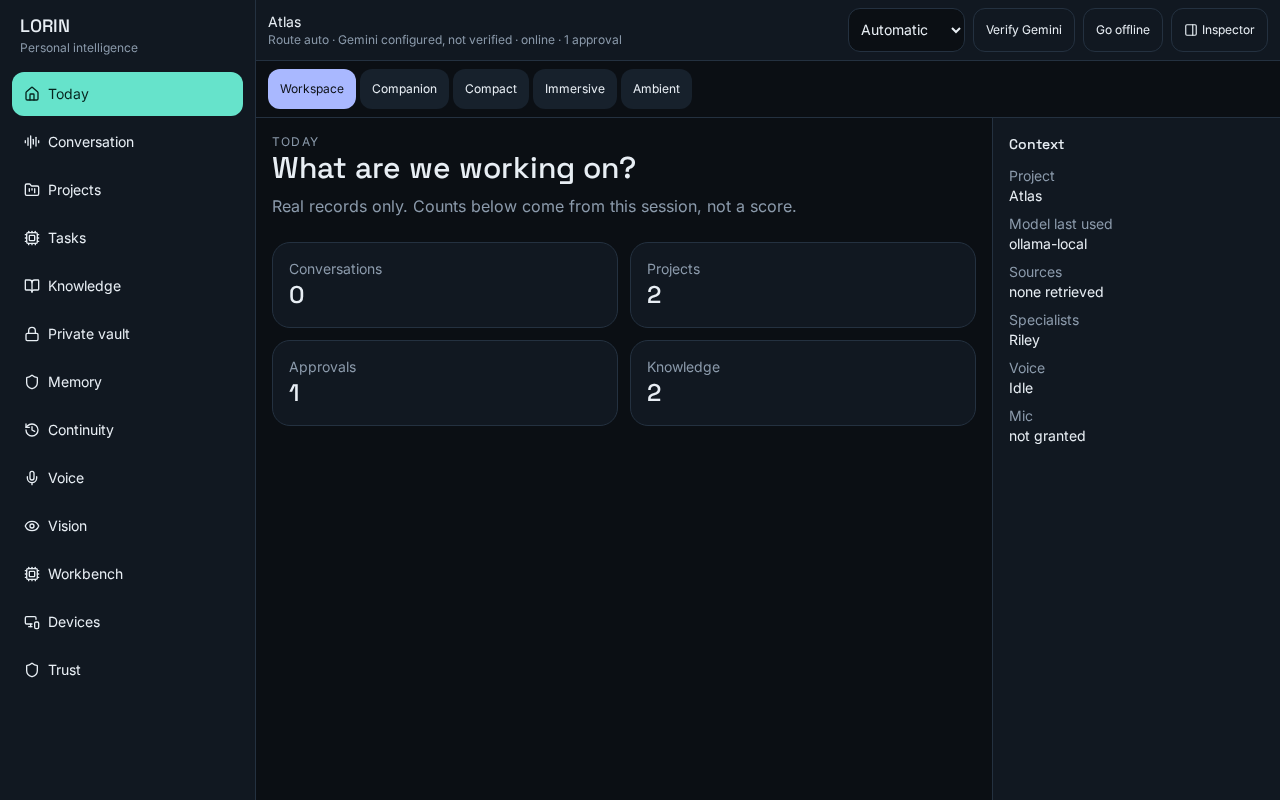 LORIN
Personal intelligence
Today
Conversation
Projects
Tasks
Knowledge
Private vault
Memory
Continuity
Voice
Vision
Workbench
Devices
Trust
Atlas
Route auto · Gemini configured, not verified · online · 1 approval
Automatic
Verify Gemini
Go offline
Inspector
Workspace
Companion
Compact
Immersive
Ambient
TODAY
What are we working on?
Real records only. Counts below come from this session, not a score.
Conversations
0
Projects
2
Approvals
1
Knowledge
2
Context
Project
Atlas
Model last used
ollama-local
Sources
none retrieved
Specialists
Riley
Voice
Idle
Mic
not granted